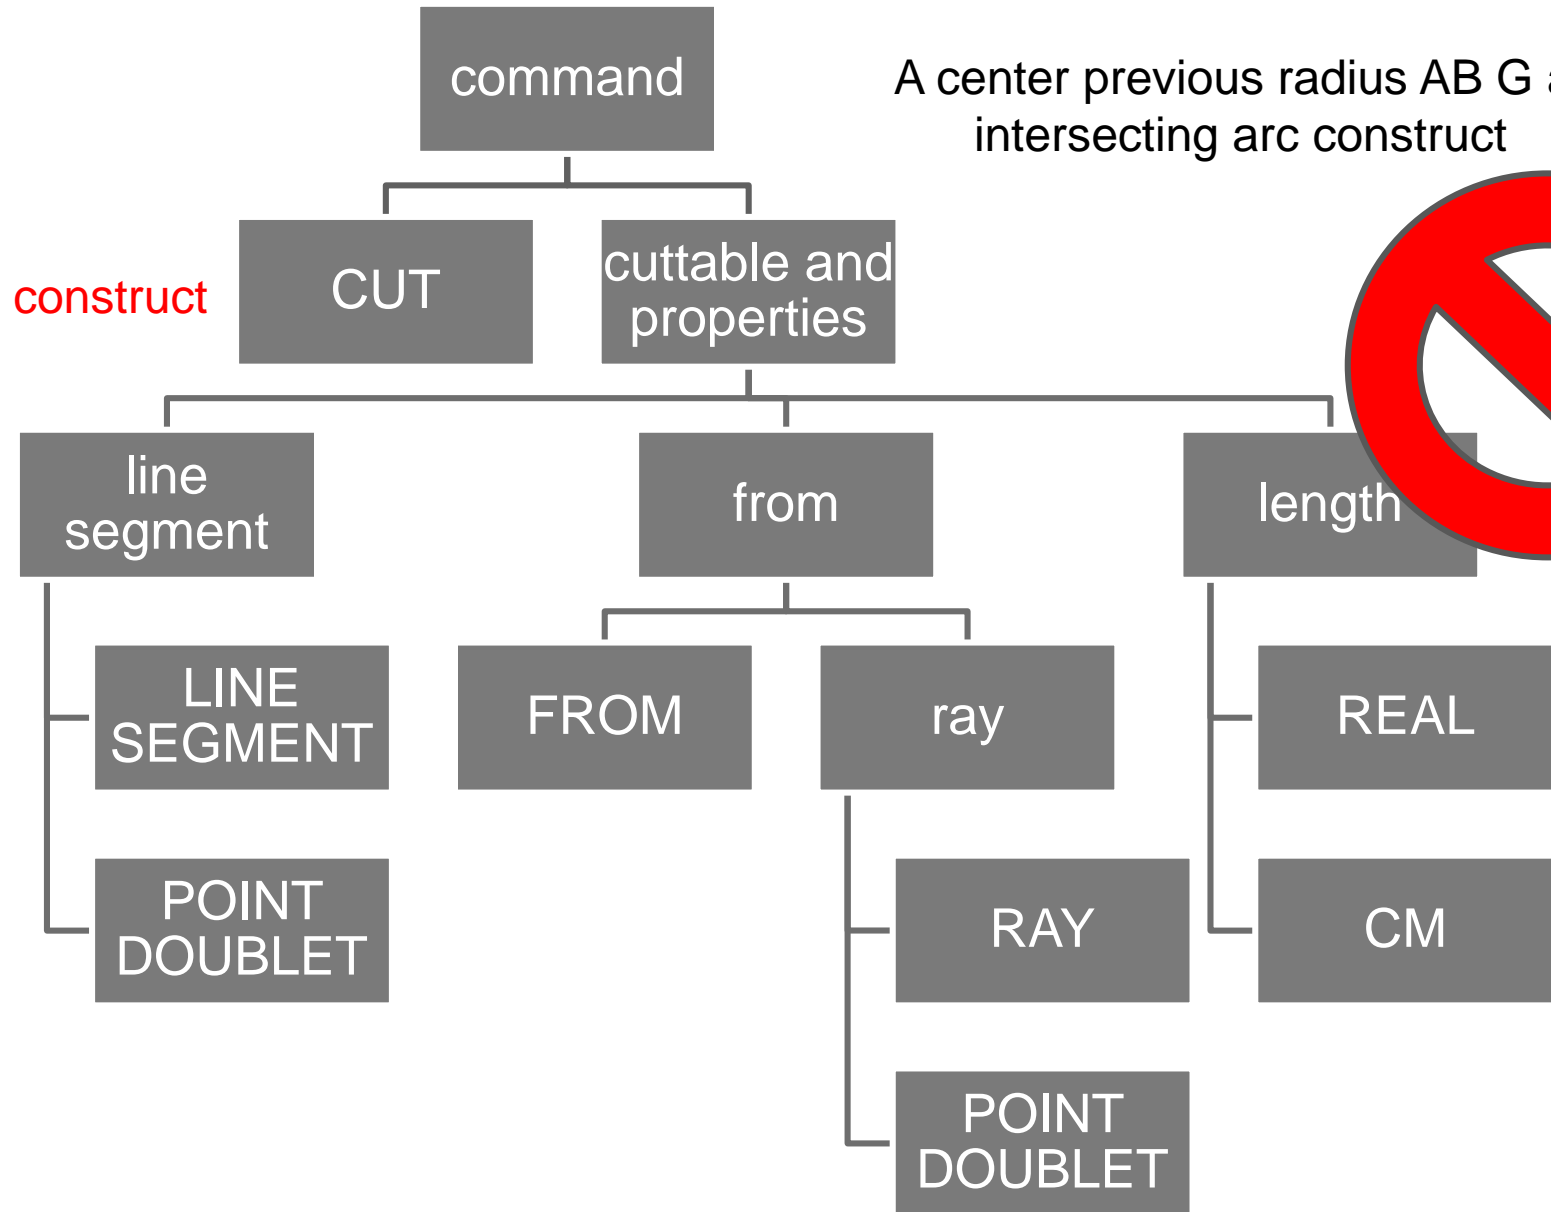 command
A center previous radius AB G a
intersecting arc construct
construct
CUT
cuttable and
properties
line
segment
from
length
LINE
SEGMENT
FROM
ray
REAL
POINT
DOUBLET
RAY
CM
POINT
DOUBLET